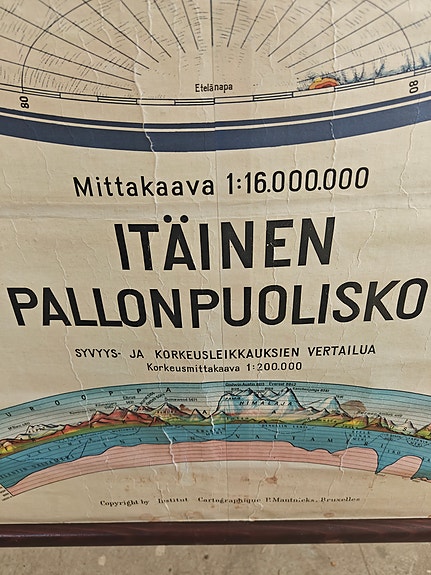 Etelänapa
80
80
Mittakaava 1:16.000.000
ITÄINEN
PALLONPUOLISKO
SYVYYS- JA KORKEUSLEIKKAUKSIEN VERTAILUA
Korkeusmittakaava 1:200.000
EUROOPPA
HIMALAJA
Copyright by Institut Cartographique P. Mantnieks, Bruxelles